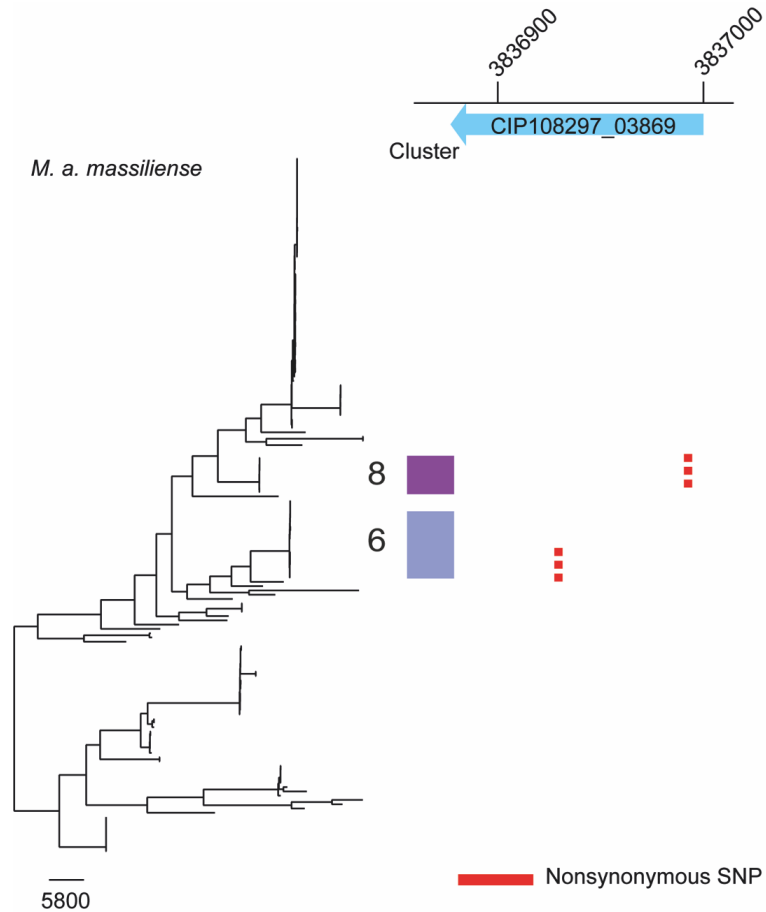 3836900
3837000
CIP108297_03869
Cluster
M. a. massiliense
8
6
Nonsynonymous SNP
5800